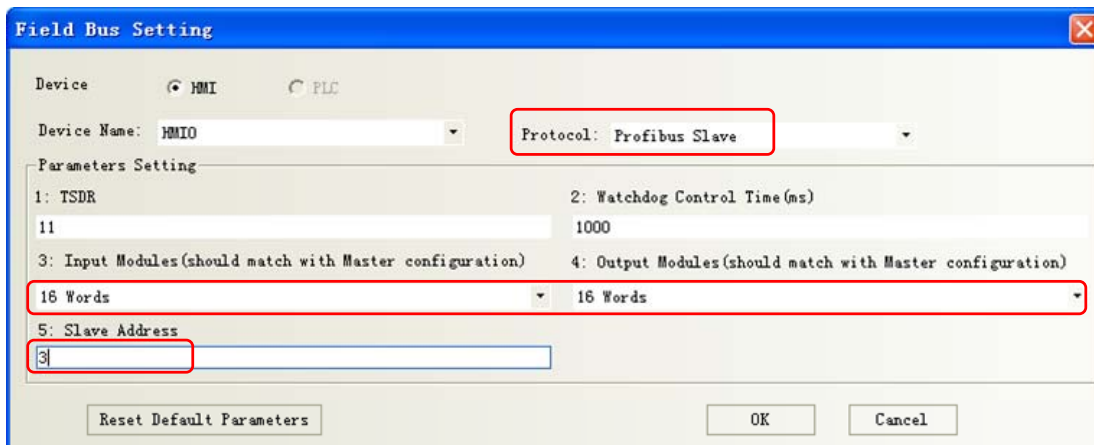 Field Bus Setting
Device HMI PLC
Device Name: HMI0 Protocol: Profibus Slave
Parameters Setting
1: TSDR 2: Watchdog Control Time(ms)
11 1000
3: Input Modules(should match with Master configuration) 4: Output Modules(should match with Master configuration)
16 Words 16 Words
5: Slave Address
3
Reset Default Parameters OK Cancel